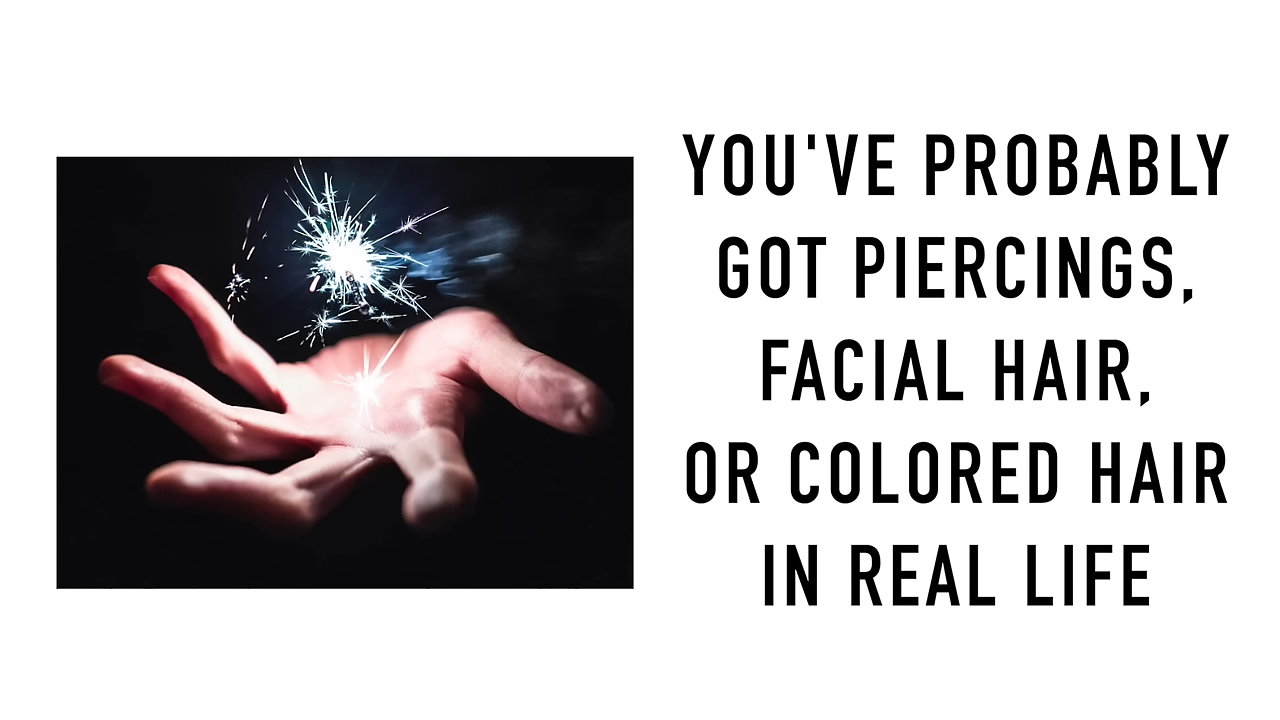 YOU'VE PROBABLY
GOT PIERCINGS,
FACIAL HAIR,
OR COLORED HAIR
IN REAL LIFE